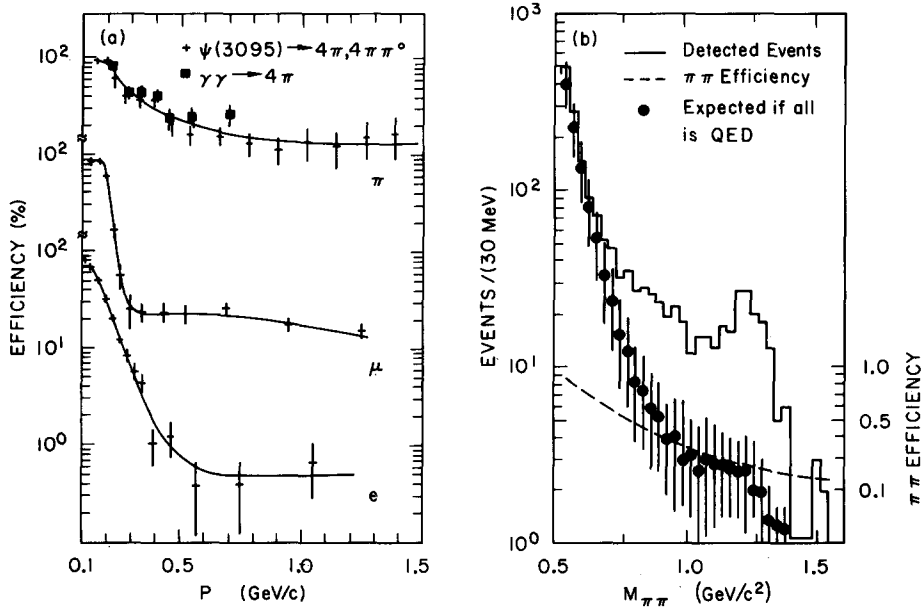 (a)
+ ψ(3095) → 4π, 4ππ°
■ γγ → 4π
10²
10²
10²
10¹
10⁰
EFFICIENCY (%)
π
μ
e
0.1
0.5
1.0
1.5
P (GeV/c)
(b)
Detected Events
ππ Efficiency
Expected if all
is QED
10E3
10²
10¹
10⁰
EVENTS/(30 MeV)
1.0
0.5
0.1
ππ EFFICIENCY
0.5
1.0
1.5
Mππ (GeV/c²)